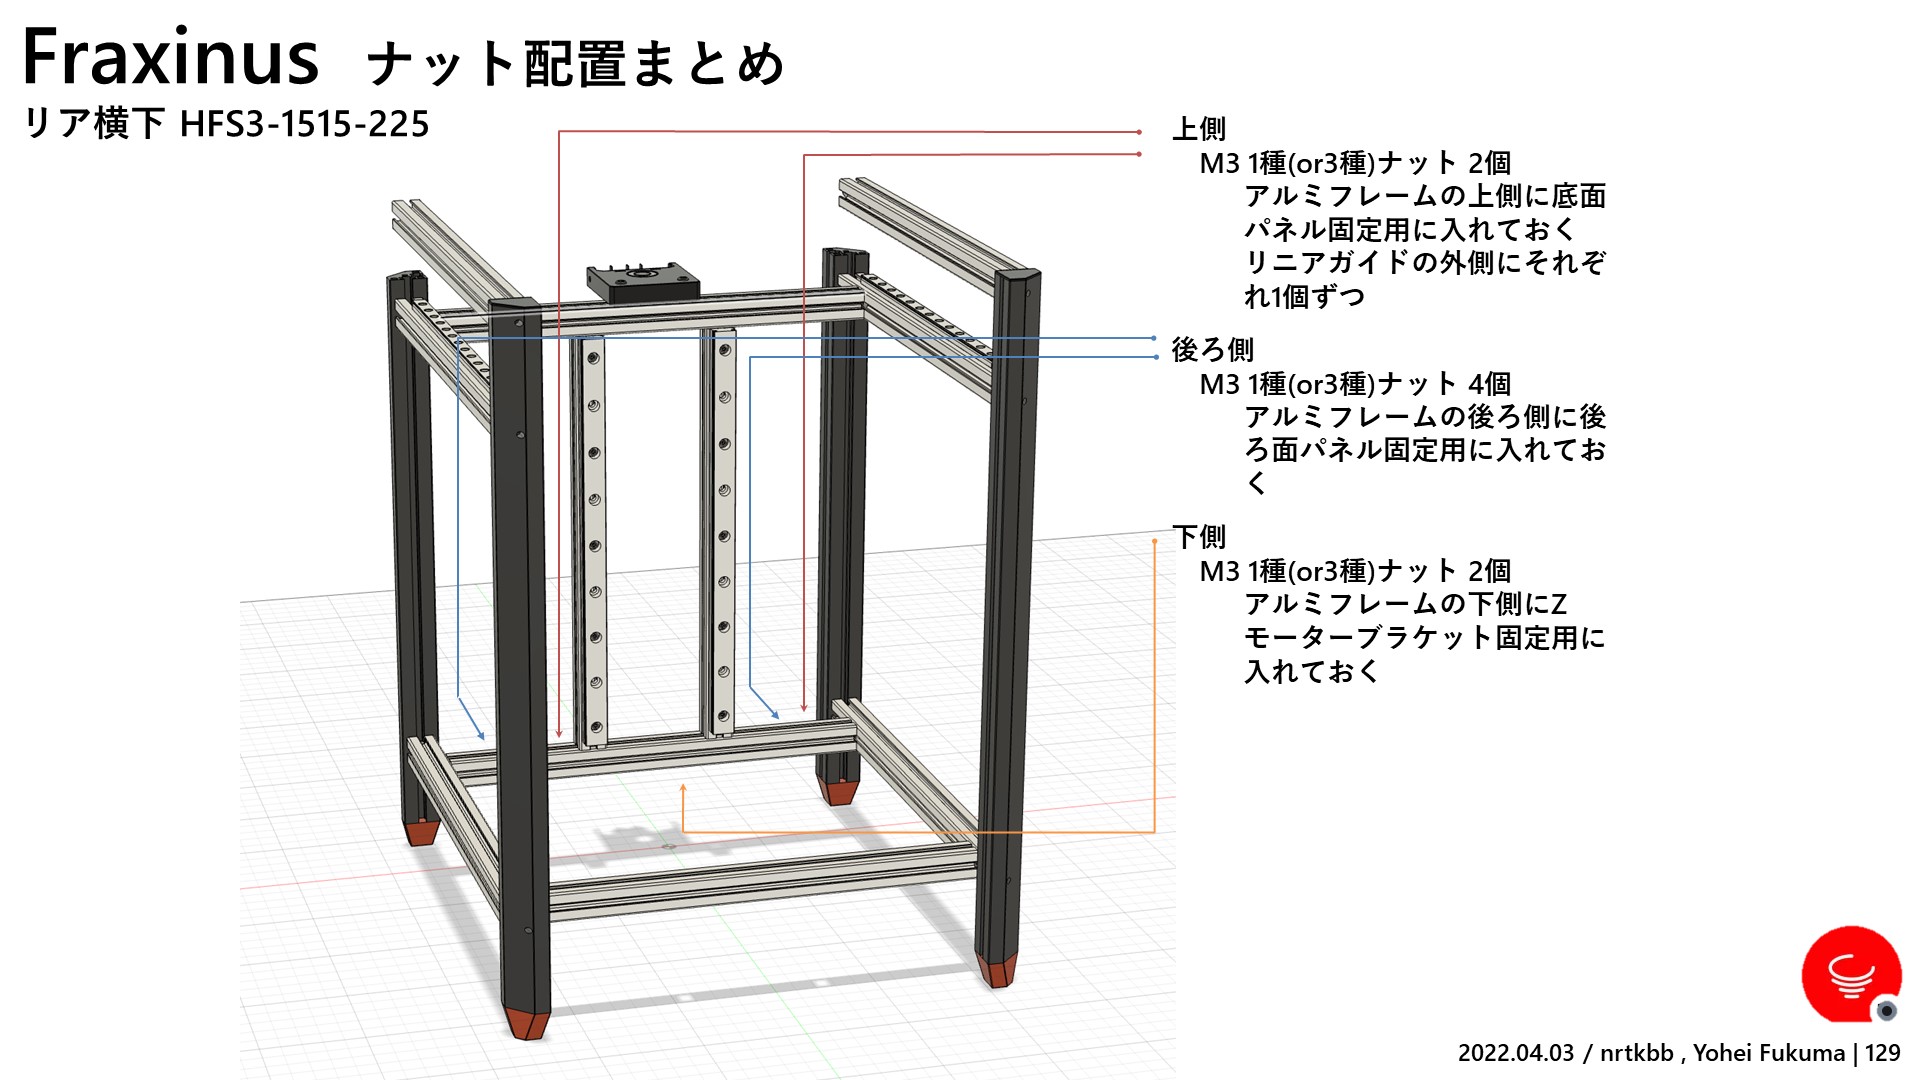 Fraxinus ナット配置まとめ
リア横下 HFS3-1515-225
上側
M3 1種(or3種)ナット 2個
アルミフレームの上側に底面
パネル固定用に入れておく
リニアガイドの外側にそれぞ
れ1個ずつ
後ろ側
M3 1種(or3種)ナット 4個
アルミフレームの後ろ側に後
ろ面パネル固定用に入れてお
く
下側
M3 1種(or3種)ナット 2個
アルミフレームの下側にZ
モーターブラケット固定用に
入れておく
2022.04.03 / nrtkbb , Yohei Fukuma | 129